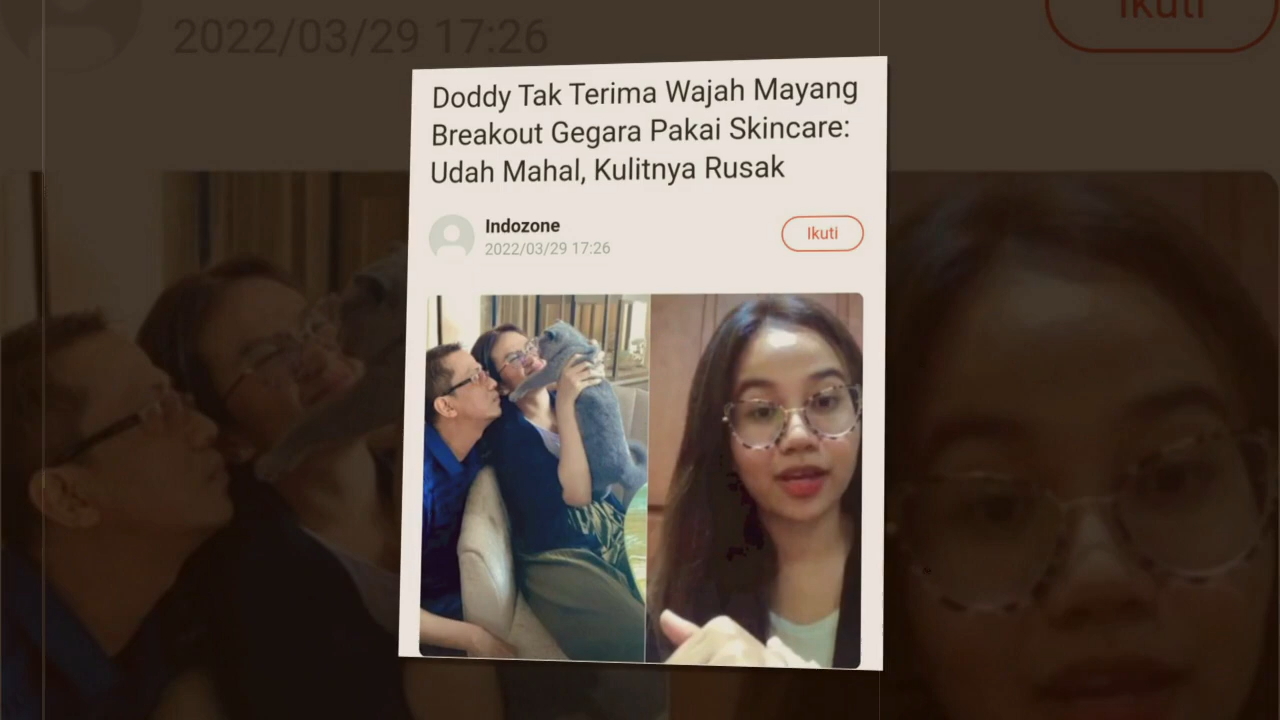 2022/03/29 17:26
Ikuti
Doddy Tak Terima Wajah Mayang
Breakout Gegara Pakai Skincare:
Udah Mahal, Kulitnya Rusak
Indozone
2022/03/29 17:26
Ikuti